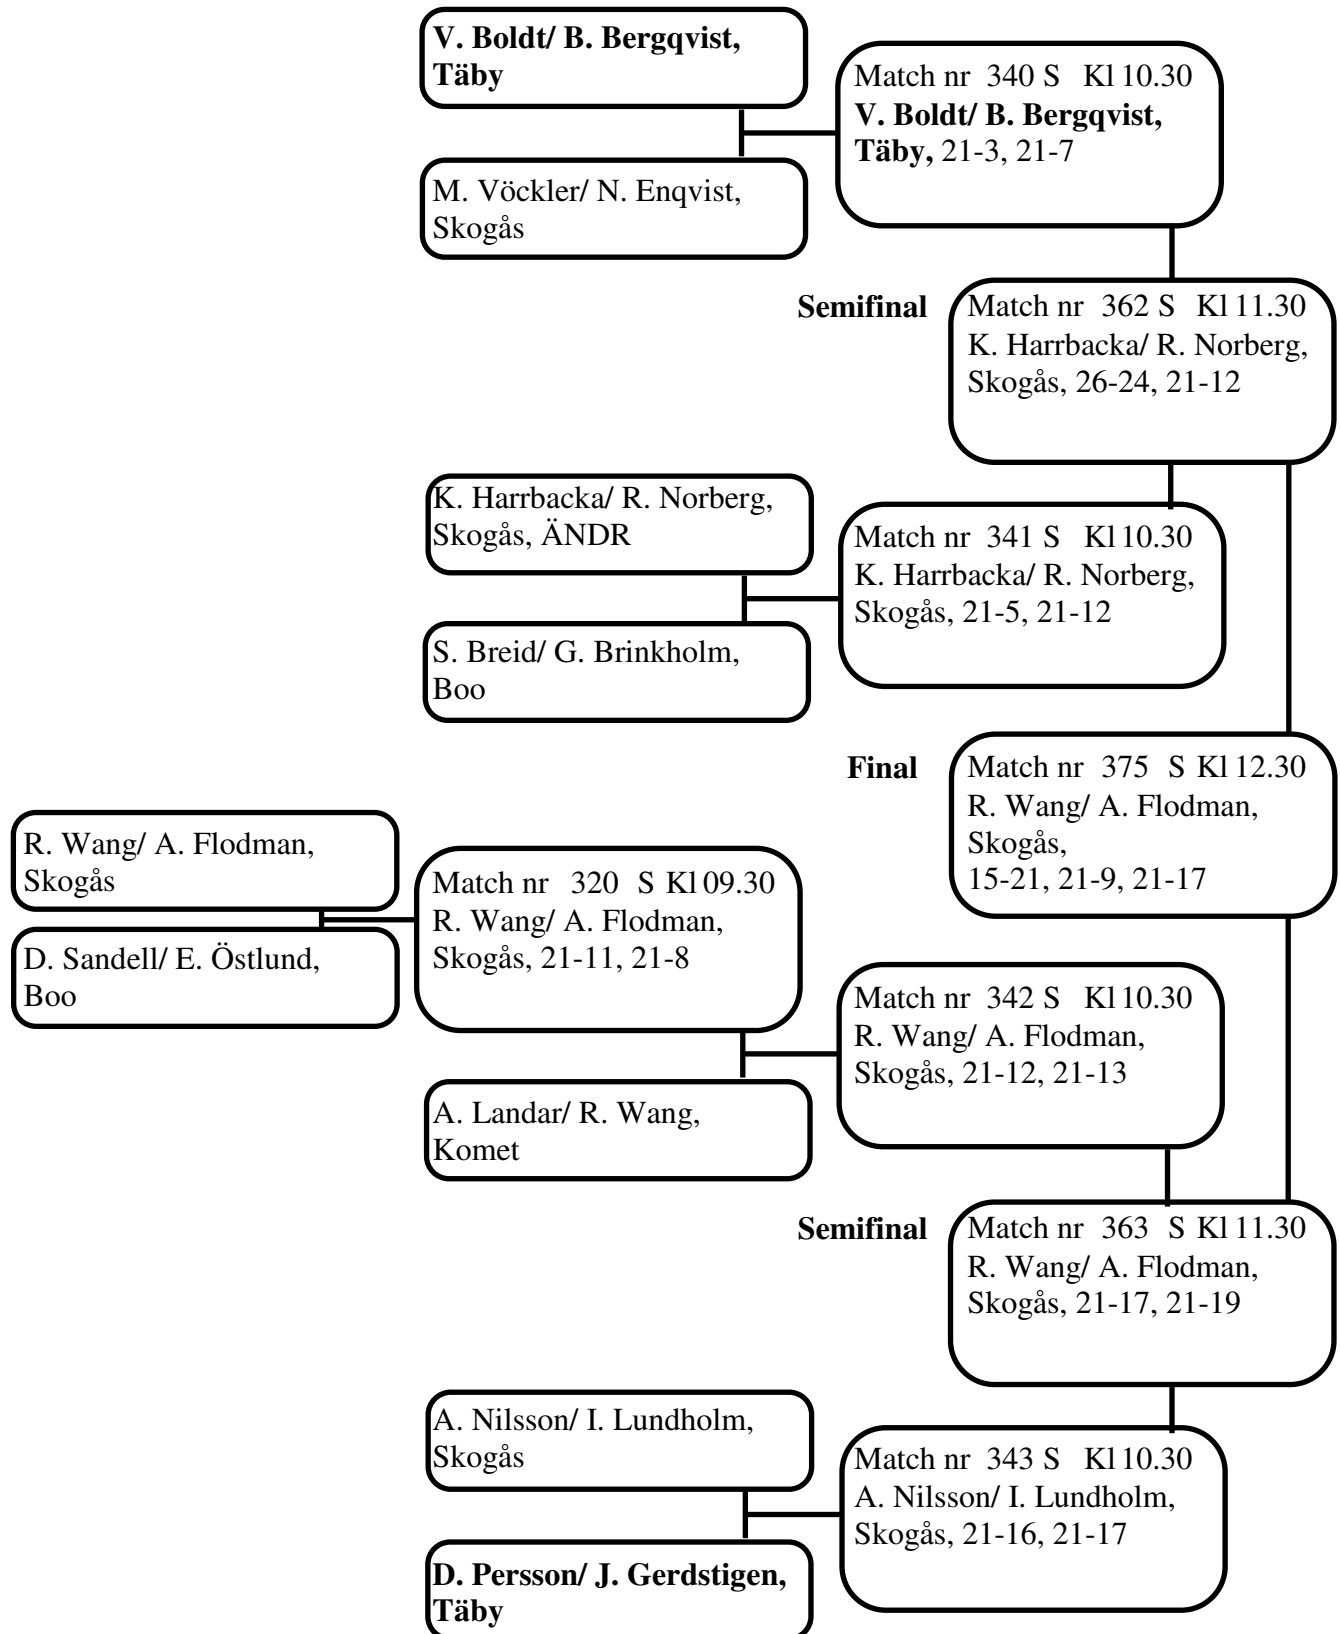 V. Boldt/ B. Bergqvist,
Täby
Match nr 340 S Kl 10.30
V. Boldt/ B. Bergqvist,
Täby, 21-3, 21-7
M. Vöckler/ N. Enqvist,
Skogås
Semifinal
Match nr 362 S Kl 11.30
K. Harrbacka/ R. Norberg,
Skogås, 26-24, 21-12
K. Harrbacka/ R. Norberg,
Skogås, ÄNDR
Match nr 341 S Kl 10.30
K. Harrbacka/ R. Norberg,
Skogås, 21-5, 21-12
S. Breid/ G. Brinkholm,
Boo
Final
Match nr 375 S Kl 12.30
R. Wang/ A. Flodman,
Skogås,
15-21, 21-9, 21-17
R. Wang/ A. Flodman,
Skogås
Match nr 320 S Kl 09.30
R. Wang/ A. Flodman,
Skogås, 21-11, 21-8
D. Sandell/ E. Östlund,
Boo
Match nr 342 S Kl 10.30
R. Wang/ A. Flodman,
Skogås, 21-12, 21-13
A. Landar/ R. Wang,
Komet
Semifinal
Match nr 363 S Kl 11.30
R. Wang/ A. Flodman,
Skogås, 21-17, 21-19
A. Nilsson/ I. Lundholm,
Skogås
Match nr 343 S Kl 10.30
A. Nilsson/ I. Lundholm,
Skogås, 21-16, 21-17
D. Persson/ J. Gerdstigen,
Täby